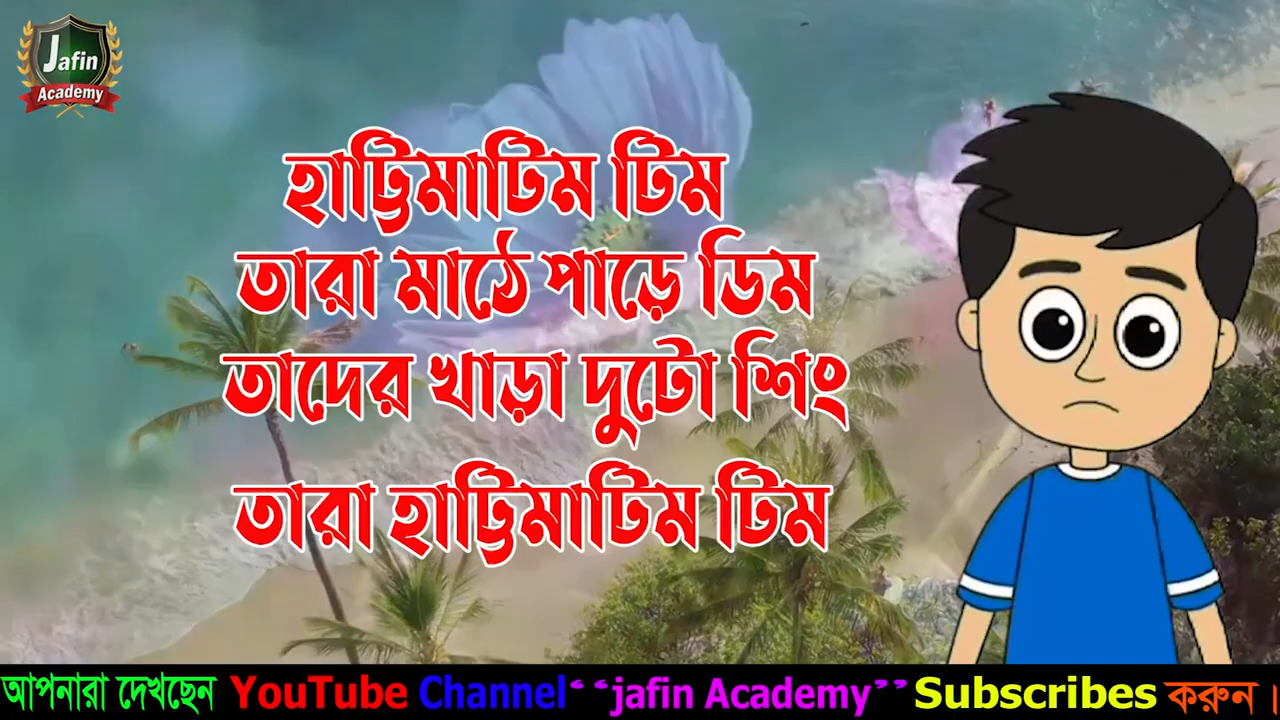 Jafin
Academy
হাট্টিমাটিম টিম
তারা মাঠে পাড়ে ডিম
তাদের খাড়া দুটো শিং
তারা হাট্টিমাটিম টিম
আপনারা দেখছেন YouTube Channel‘‘jafin Academy’’Subscribes করুন।